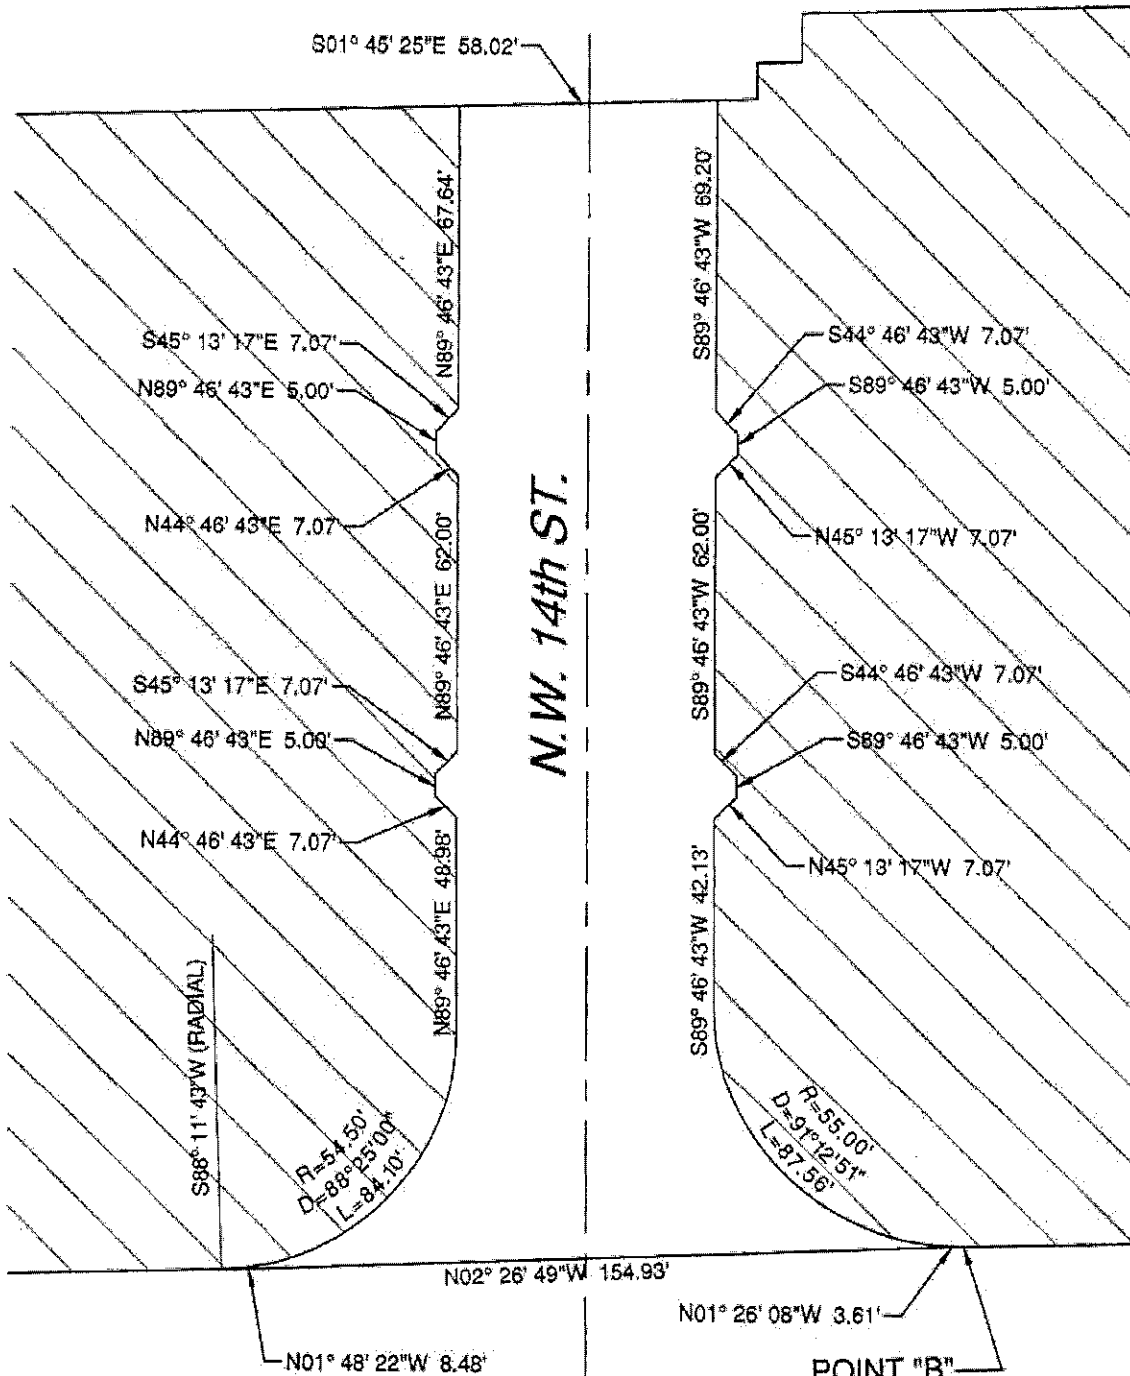 S01° 45' 25"E 58.02'
N89° 46' 43"E 67.64'
S89° 46' 43"W 69.20'
S45° 13' 17"E 7.07'
S44° 46' 43"W 7.07'
N89° 46' 43"E 5.00'
S89° 46' 43"W 5.00'
N44° 46' 43"E 7.07'
N45° 13' 17"W 7.07'
N89° 46' 43"E 62.00'
N.W. 14th ST.
S89° 46' 43"W 62.00'
S45° 13' 17"E 7.07'
S44° 46' 43"W 7.07'
N89° 46' 43"E 5.00'
S89° 46' 43"W 5.00'
N44° 46' 43"E 7.07'
N45° 13' 17"W 7.07'
N89° 46' 43"E 48.98'
S89° 46' 43"W 42.13'
S88° 11' 43"W (RADIAL)
R=54.50'
D=88°25'00"
L=84.10'
R=55.00'
D=91°12'51"
L=87.56'
N02° 26' 49"W 154.93'
N01° 26' 08"W 3.61'
N01° 48' 22"W 8.48'
POINT "B"